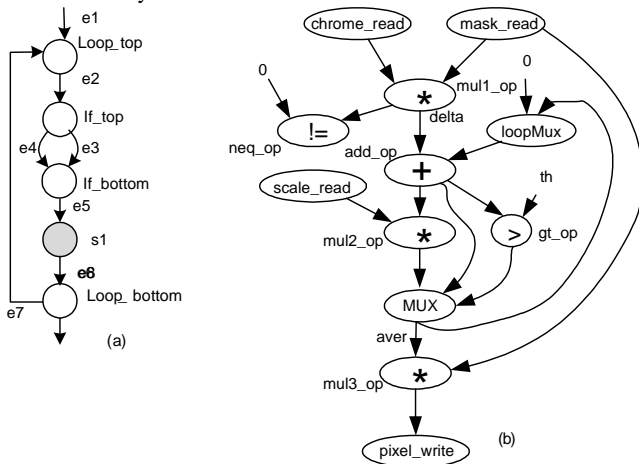 e1
Loop_top
e2
If_top
e4
e3
If_bottom
e5
s1
Loop_ bottom
e7
(a)
chrome_read
mask_read
0
0
*
mul1_op
!=
delta
loopMux
neq_op
add_op
+
th
scale_read
*
>
gt_op
mul2_op
MUX
aver
*
mul3_op
pixel_write
(b)